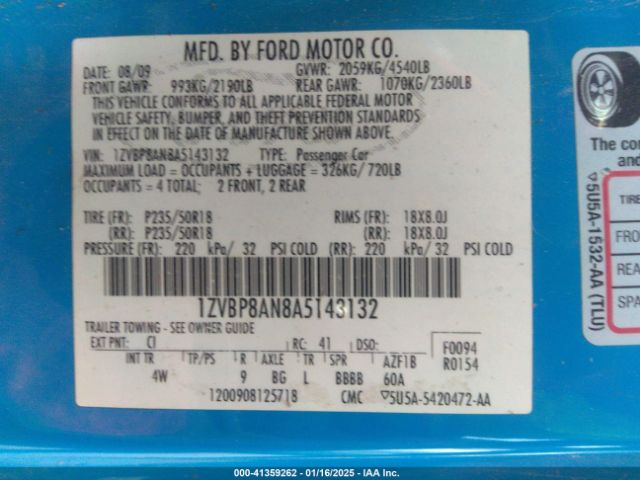 MFD. BY FORD MOTOR CO.
DATE: 08/09 GVWR: 2059KG/4540LB
FRONT GAWR: 993KG/2190LB REAR GAWR: 1070KG/2360LB
THIS VEHICLE CONFORMS TO ALL APPLICABLE FEDERAL MOTOR
VEHICLE SAFETY, BUMPER, AND THEFT PREVENTION STANDARDS
IN EFFECT ON THE DATE OF MANUFACTURE SHOWN ABOVE.
VIN: 1ZVBP8AN8A5143132 TYPE: Passenger Car
MAXIMUM LOAD = OCCUPANTS + LUGGAGE = 326KG/720LB
OCCUPANTS = 4 TOTAL; 2 FRONT, 2 REAR
TIRE (FR): P235/50R18 RIMS (FR): 18X8.0J
(RR): P235/50R18 (RR): 18X8.0J
PRESSURE (FR): 220 kPa/ 32 PSI COLD (RR): 220 kPa/ 32 PSI COLD
1ZVBP8AN8A5143132
TRAILER TOWING - SEE OWNER GUIDE
EXT PNT: CI RC: 41 DSO: F0094
INT TR TP/PS R AXLE TR SPR AZF1B R0154
4W 9 BG L BBBB 60A
1200908125718 CMC ▽5U5A-5420472-AA
The co
and
TIRE
FRO
REA
SPA
▽5U5A-1532-AA (TLU)
000-41359262 - 01/16/2025 - IAA Inc.